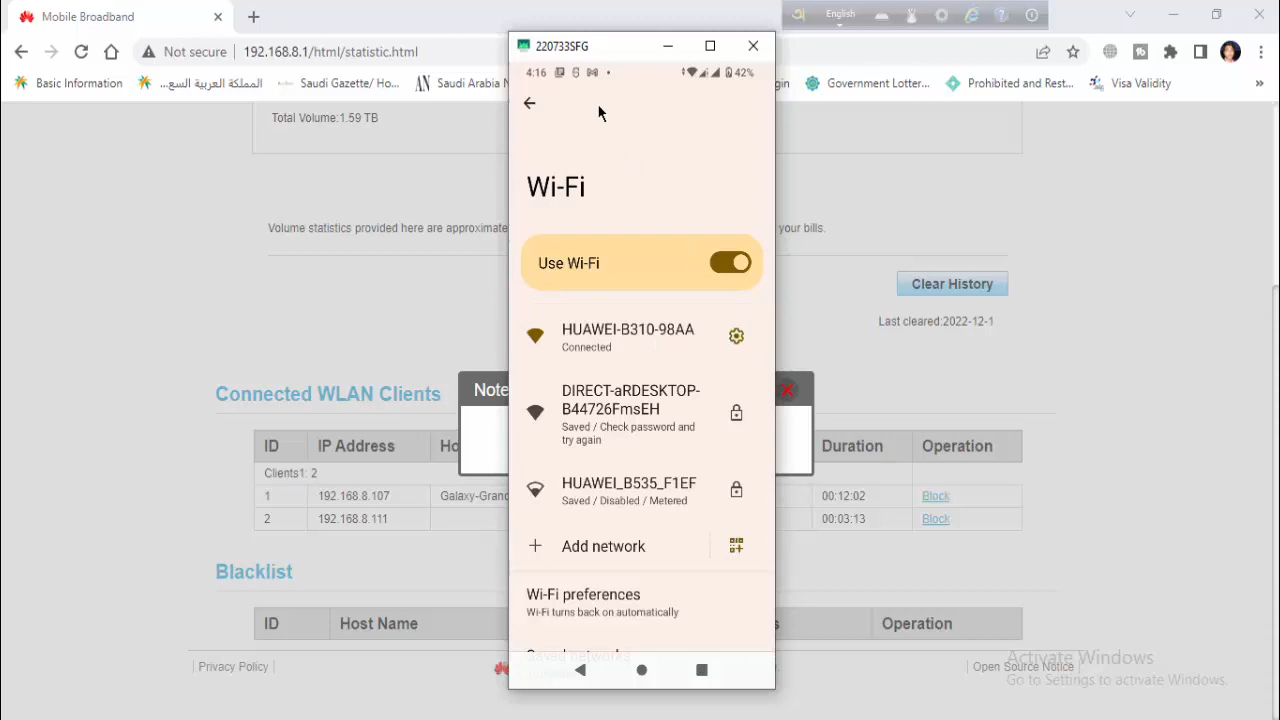 Mobile Broadband
English
220733SFG
Not secure
192.168.8.1/html/statistic.html
Basic Information
المملكة العربية السع...
Saudi Gazette/ Ho...
Saudi Arabia N
gin
Government Lotter...
Prohibited and Rest...
Visa Validity
4:16
42%
Total Volume:1.59 TB
Wi-Fi
Volume statistics provided here are approximate
your bills.
Use Wi-Fi
Clear History
Last cleared:2022-12-1
HUAWEI-B310-98AA
Connected
Connected WLAN Clients
Note
DIRECT-aRDESKTOP-
B44726FmsEH
Saved / Check password and
try again
ID
IP Address
Ho
Duration
Operation
Clients1: 2
1
192.168.8.107
Galaxy-Grand
00:12:02
Block
2
192.168.8.111
00:03:13
Block
HUAWEI_B535_F1EF
Saved / Disabled / Metered
Add network
Blacklist
Wi-Fi preferences
Wi-Fi turns back on automatically
ID
Host Name
s
Operation
Saved networks
Privacy Policy
Open Source Notice
Activate Windows
Go to Settings to activate Windows.